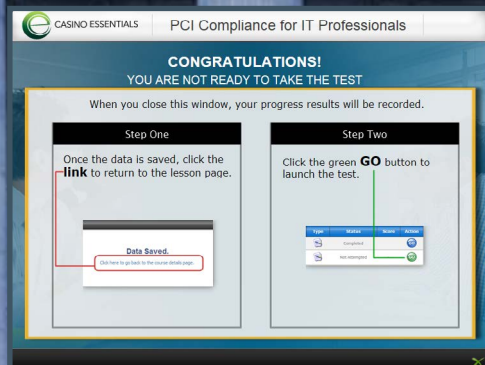 CASINO ESSENTIALS
PCI Compliance for IT Professionals
CONGRATULATIONS!
YOU ARE NOT READY TO TAKE THE TEST
When you close this window, your progress results will be recorded.
Step One
Once the data is saved, click the
link to return to the lesson page.
Data Saved.
Click here to go back to the course details page.
Step Two
Click the green GO button to
launch the test.
Type Status Score Action
Completed
Not Attempted